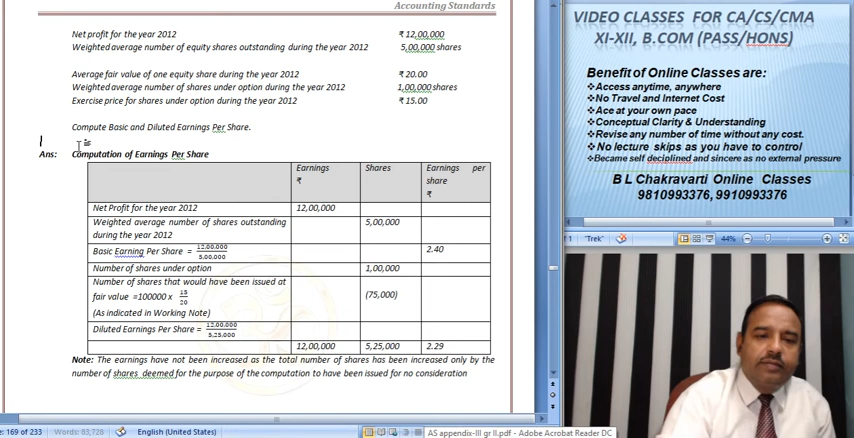 Accounting Standards
Net profit for the year 2012 ₹ 12,00,000
Weighted average number of equity shares outstanding during the year 2012 5,00,000 shares
Average fair value of one equity share during the year 2012 ₹ 20.00
Weighted average number of shares under option during the year 2012 1,00,000 shares
Exercise price for shares under option during the year 2012 ₹ 15.00
Compute Basic and Diluted Earnings Per Share.
Ans: Computation of Earnings Per Share
Earnings Shares Earnings per
₹ share
₹
Net Profit for the year 2012 12,00,000
Weighted average number of shares outstanding 5,00,000
during the year 2012
Basic Earning Per Share = 12,00,000/5,00,000 2.40
Number of shares under option 1,00,000
Number of shares that would have been issued at
fair value =100000 x 15/20 (75,000)
(As indicated in Working Note)
Diluted Earnings Per Share = 12,00,000/5,25,000
12,00,000 5,25,000 2.29
Note: The earnings have not been increased as the total number of shares has been increased only by the
number of shares deemed for the purpose of the computation to have been issued for no consideration
e: 169 of 233 Words: 63,728 English (United States)
AS appendix-III gr II.pdf - Adobe Acrobat Reader DC
VIDEO CLASSES FOR CA/CS/CMA
XI-XII, B.COM (PASS/HONS)
Benefit of Online Classes are:
Access anytime, anywhere
No Travel and Internet Cost
Ace at your own pace
Conceptual Clarity & Understanding
Revise any number of time without any cost.
No lecture skips as you have to control
Became self deciplined and sincere as no external pressure
B L Chakravarti Online Classes
9810993376, 9910993376
f 1 "Trek" 44%